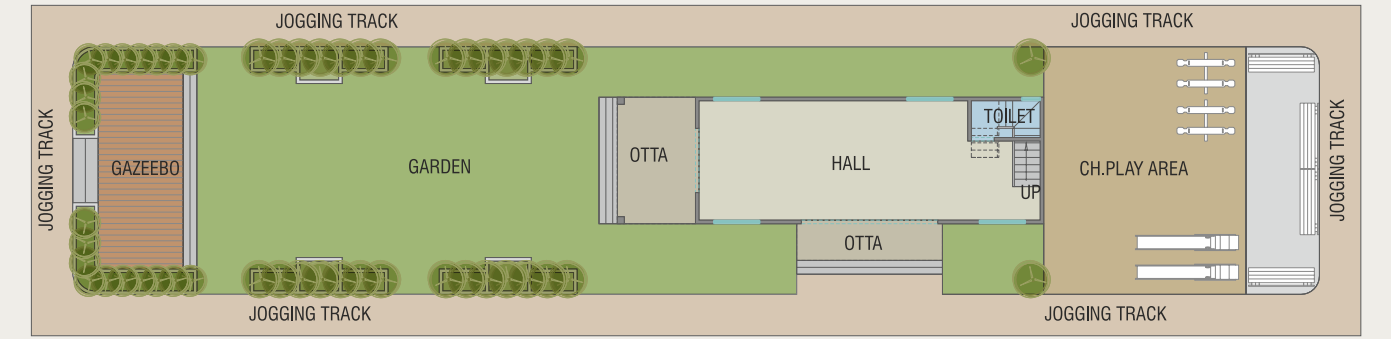 JOGGING TRACK
JOGGING TRACK
TOILET
JOGGING TRACK
GAZEEBO
GARDEN
OTTA
HALL
UP
CH.PLAY AREA
JOGGING TRACK
OTTA
JOGGING TRACK
JOGGING TRACK